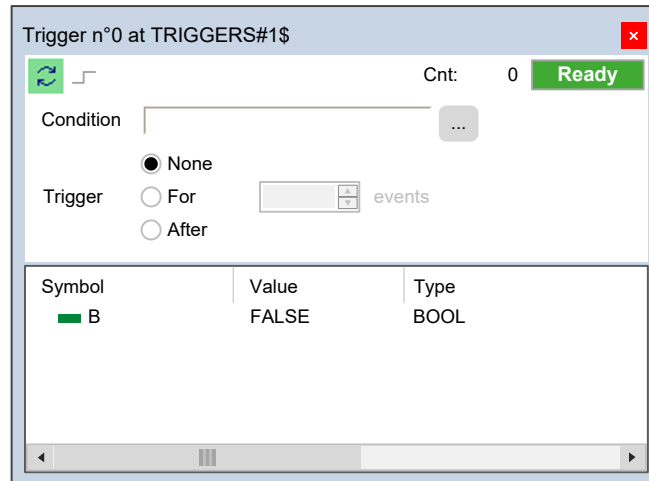 Trigger n°0 at TRIGGERS#1$
Cnt: 0 Ready
Condition ...
None
Trigger For events
After
Symbol Value Type
B FALSE BOOL